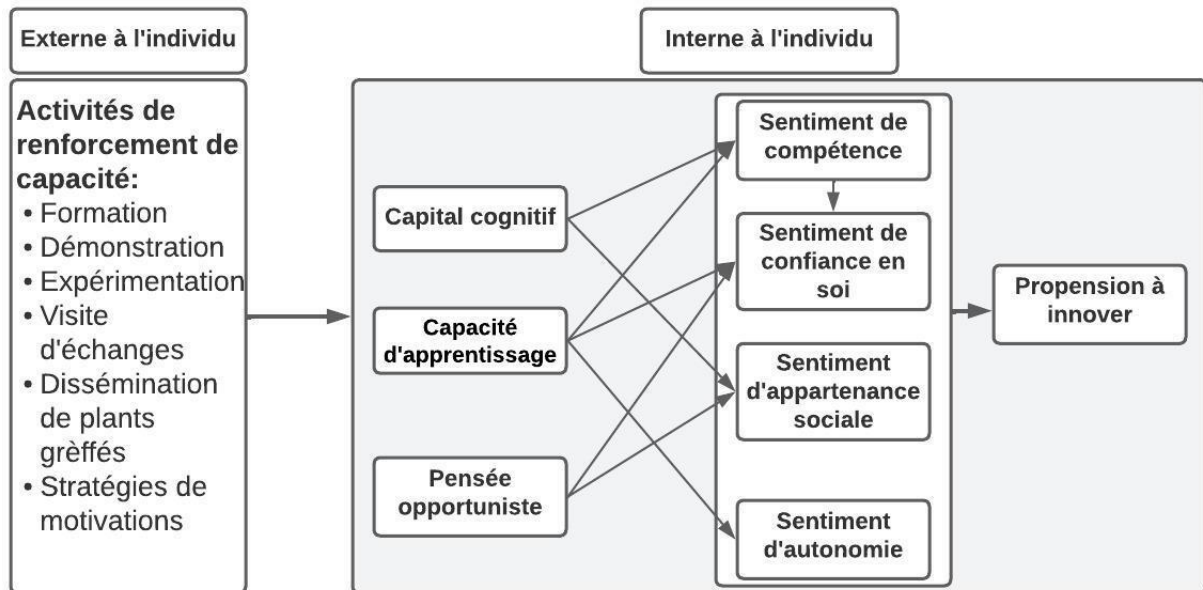 Externe à l'individu
Interne à l'individu
Activités de
renforcement de
capacité:
• Formation
• Démonstration
• Expérimentation
• Visite
d'échanges
• Dissémination
de plants
grèffés
• Stratégies de
motivations
Capital cognitif
Capacité
d'apprentissage
Pensée
opportuniste
Sentiment de
compétence
Sentiment de
confiance en
soi
Sentiment
d'appartenance
sociale
Sentiment
d'autonomie
Propension à
innover